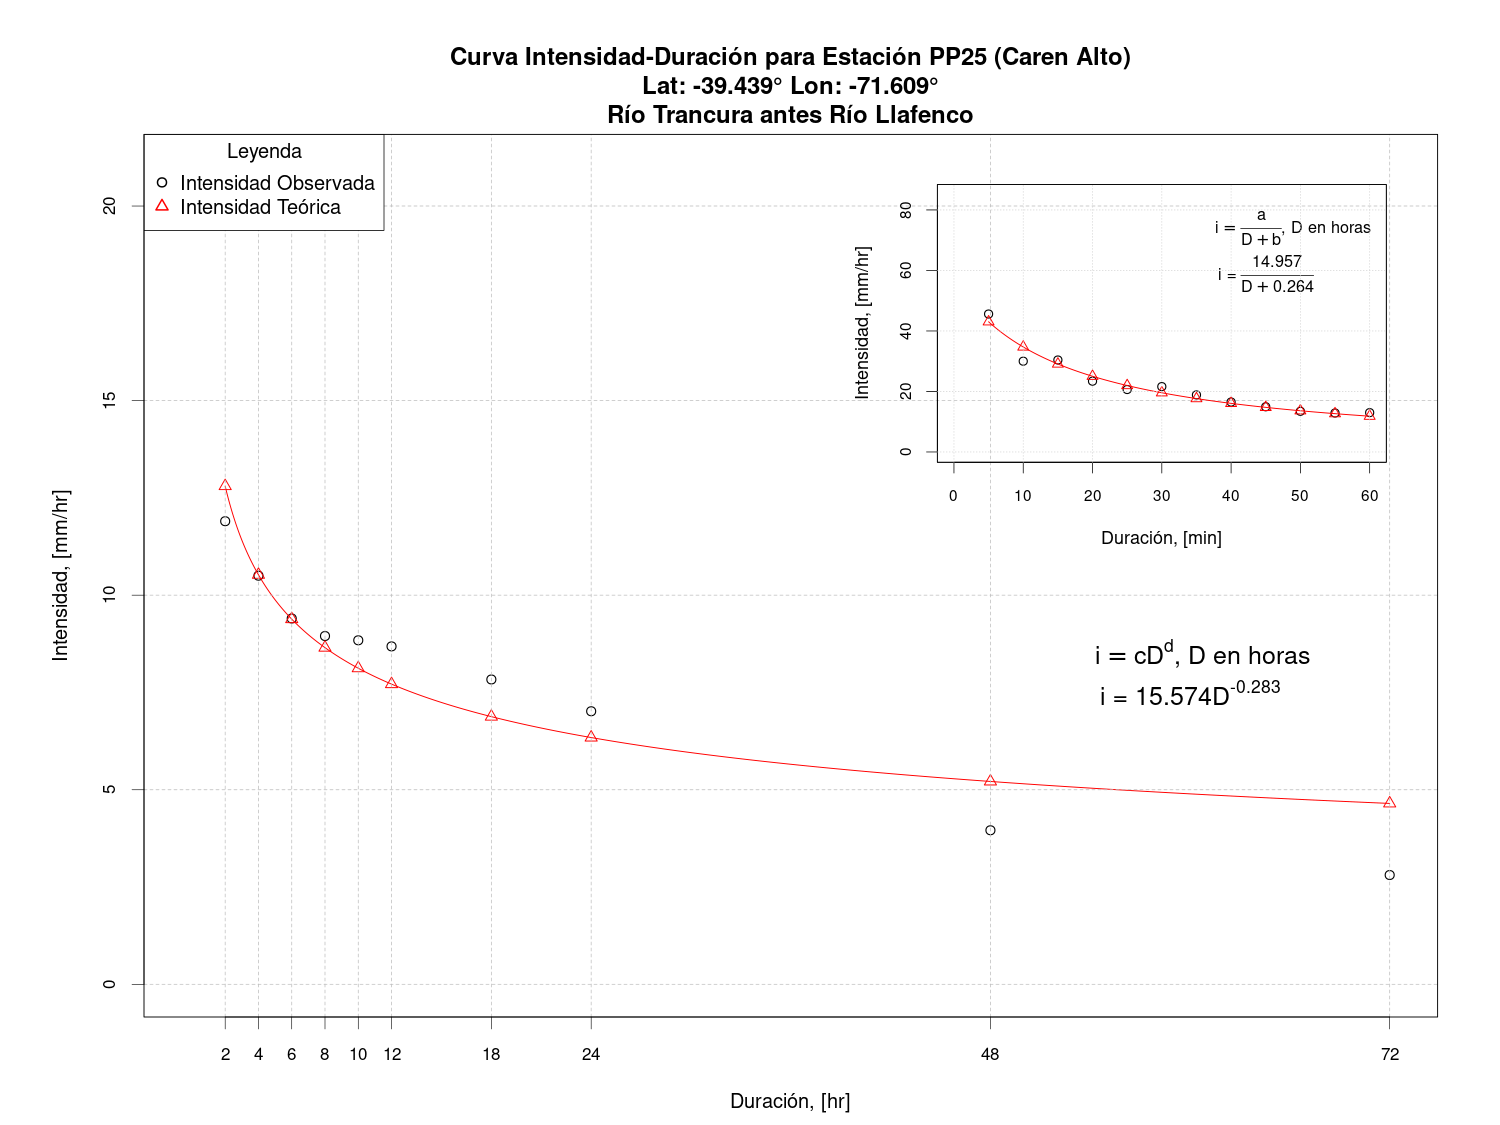 Curva Intensidad-Duración para Estación PP25 (Caren Alto)
Lat: -39.439° Lon: -71.609°
Río Trancura antes Río Llafenco
Leyenda
Intensidad Observada
Intensidad Teórica
Intensidad, [mm/hr]
20
15
10
5
0
2 4 6 8 10 12 18 24 48 72
Duración, [hr]
Intensidad, [mm/hr]
80
60
40
20
0
0 10 20 30 40 50 60
Duración, [min]
i = a / D + b, D en horas
i = 14.957 / D + 0.264
i = cD^d, D en horas
i = 15.574D^-0.283